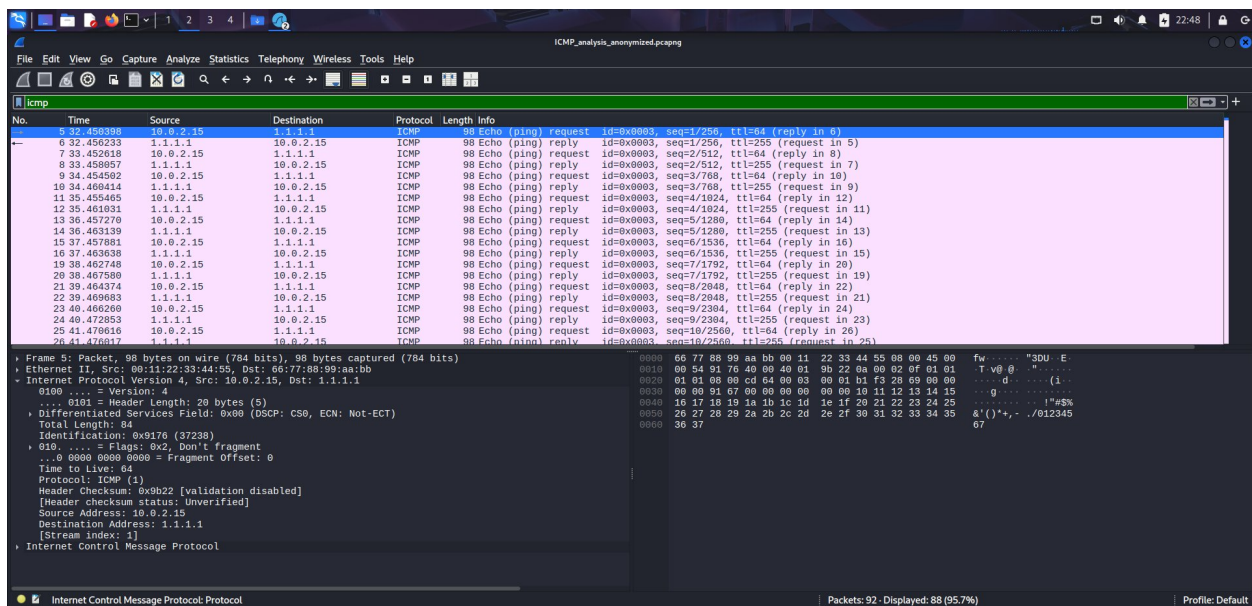 1 2 3 4 22:48
ICMP_analysis_anonymized.pcapng
File Edit View Go Capture Analyze Statistics Telephony Wireless Tools Help
icmp
No. Time Source Destination Protocol Length Info
5 32.450398 10.0.2.15 1.1.1.1 ICMP 98 Echo (ping) request id=0x0003, seq=1/256, ttl=64 (reply in 6)
6 32.456233 1.1.1.1 10.0.2.15 ICMP 98 Echo (ping) reply id=0x0003, seq=1/256, ttl=255 (request in 5)
7 33.452618 10.0.2.15 1.1.1.1 ICMP 98 Echo (ping) request id=0x0003, seq=2/512, ttl=64 (reply in 8)
8 33.458057 1.1.1.1 10.0.2.15 ICMP 98 Echo (ping) reply id=0x0003, seq=2/512, ttl=255 (request in 7)
9 34.454502 10.0.2.15 1.1.1.1 ICMP 98 Echo (ping) request id=0x0003, seq=3/768, ttl=64 (reply in 10)
10 34.460414 1.1.1.1 10.0.2.15 ICMP 98 Echo (ping) reply id=0x0003, seq=3/768, ttl=255 (request in 9)
11 35.455465 10.0.2.15 1.1.1.1 ICMP 98 Echo (ping) request id=0x0003, seq=4/1024, ttl=64 (reply in 12)
12 35.461031 1.1.1.1 10.0.2.15 ICMP 98 Echo (ping) reply id=0x0003, seq=4/1024, ttl=255 (request in 11)
13 36.457270 10.0.2.15 1.1.1.1 ICMP 98 Echo (ping) request id=0x0003, seq=5/1280, ttl=64 (reply in 14)
14 36.463139 1.1.1.1 10.0.2.15 ICMP 98 Echo (ping) reply id=0x0003, seq=5/1280, ttl=255 (request in 13)
15 37.457881 10.0.2.15 1.1.1.1 ICMP 98 Echo (ping) request id=0x0003, seq=6/1536, ttl=64 (reply in 16)
16 37.463638 1.1.1.1 10.0.2.15 ICMP 98 Echo (ping) reply id=0x0003, seq=6/1536, ttl=255 (request in 15)
19 38.462748 10.0.2.15 1.1.1.1 ICMP 98 Echo (ping) request id=0x0003, seq=7/1792, ttl=64 (reply in 20)
20 38.467580 1.1.1.1 10.0.2.15 ICMP 98 Echo (ping) reply id=0x0003, seq=7/1792, ttl=255 (request in 19)
21 39.464374 10.0.2.15 1.1.1.1 ICMP 98 Echo (ping) request id=0x0003, seq=8/2048, ttl=64 (reply in 22)
22 39.469683 1.1.1.1 10.0.2.15 ICMP 98 Echo (ping) reply id=0x0003, seq=8/2048, ttl=255 (request in 21)
23 40.466260 10.0.2.15 1.1.1.1 ICMP 98 Echo (ping) request id=0x0003, seq=9/2304, ttl=64 (reply in 24)
24 40.472853 1.1.1.1 10.0.2.15 ICMP 98 Echo (ping) reply id=0x0003, seq=9/2304, ttl=255 (request in 23)
25 41.470616 10.0.2.15 1.1.1.1 ICMP 98 Echo (ping) request id=0x0003, seq=10/2560, ttl=64 (reply in 26)
26 41.476017 1.1.1.1 10.0.2.15 ICMP 98 Echo (ping) reply id=0x0003, seq=10/2560, ttl=255 (request in 25)
Frame 5: Packet, 98 bytes on wire (784 bits), 98 bytes captured (784 bits)
Ethernet II, Src: 00:11:22:33:44:55, Dst: 66:77:88:99:aa:bb
Internet Protocol Version 4, Src: 10.0.2.15, Dst: 1.1.1.1
0100 .... = Version: 4
.... 0101 = Header Length: 20 bytes (5)
Differentiated Services Field: 0x00 (DSCP: CS0, ECN: Not-ECT)
Total Length: 84
Identification: 0x9176 (37238)
010. .... = Flags: 0x2, Don't fragment
...0 0000 0000 0000 = Fragment Offset: 0
Time to Live: 64
Protocol: ICMP (1)
Header Checksum: 0x9b22 [validation disabled]
[Header checksum status: Unverified]
Source Address: 10.0.2.15
Destination Address: 1.1.1.1
[Stream index: 1]
Internet Control Message Protocol
0000 66 77 88 99 aa bb 00 11 22 33 44 55 08 00 45 00 fw······ "3DU··E·
0010 00 54 91 76 40 00 40 01 9b 22 0a 00 02 0f 01 01 ·T·v@·@· ·"······
0020 01 01 08 00 cd 64 00 03 00 01 b1 f3 28 69 00 00 ·····d·· ····(i··
0030 00 00 91 67 00 00 00 00 00 00 10 11 12 13 14 15 ···g···· ········
0040 16 17 18 19 1a 1b 1c 1d 1e 1f 20 21 22 23 24 25 ········ ·· !"#$%
0050 26 27 28 29 2a 2b 2c 2d 2e 2f 30 31 32 33 34 35 &'()*+,- ./012345
0060 36 37 67
Internet Control Message Protocol: Protocol Packets: 92 · Displayed: 88 (95.7%) Profile: Default